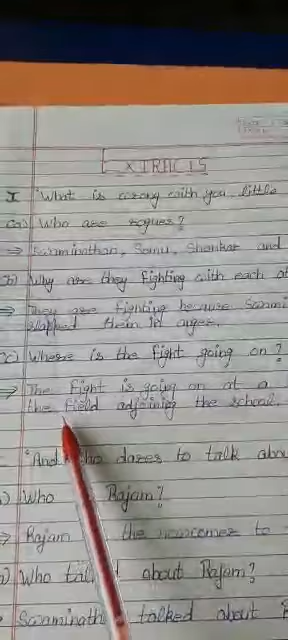 EXTRACTS
I "What is wrong with you little
(a) Who are rogues?
⇒ Swaminathan, Somu, Shankar and
(b) Why are they fighting with each
⇒ They are fighting because Swami
slapped them in anger.
(c) Where is the fight going on?
⇒ The fight is going on at a
the field adjoining the school.
"And who dares to talk
Who Rajam?
⇒ Rajam the newcomer to
Who about Rajam?
talked about